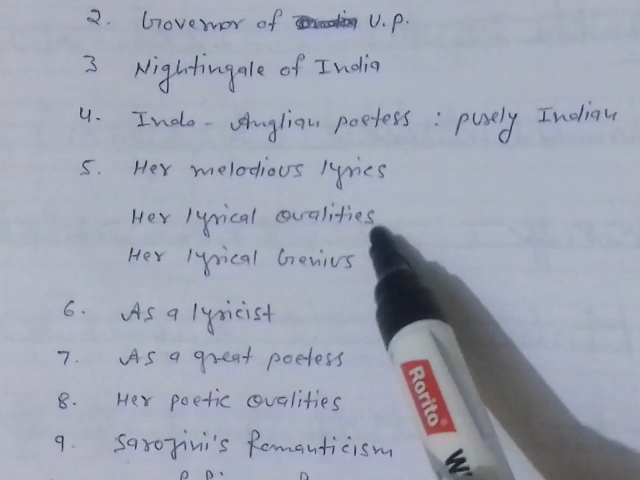 2. Governor of U.P.
3 Nightingale of India
4. Indo - Anglian poetess : purely Indian
5. Her melodious lyrics
Her lyrical Qualities
Her lyrical Genius
6. As a lyricist
7. As a great poetess
8. Her poetic Qualities
9. Sarojini's Romanticism
Rorito
W